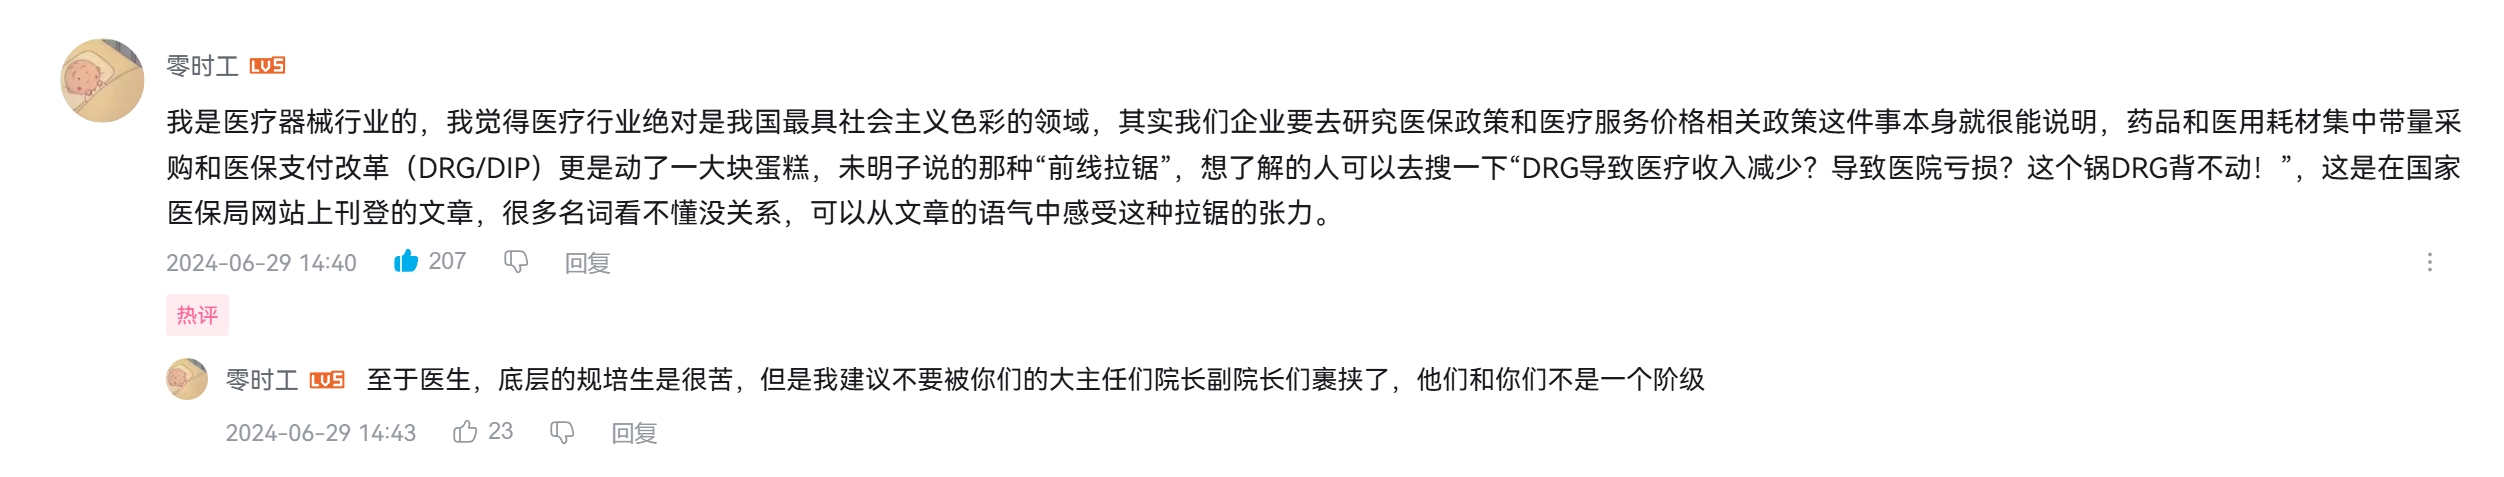 零时工 LV5
我是医疗器械行业的，我觉得医疗行业绝对是我国最具社会主义色彩的领域，其实我们企业要去研究医保政策和医疗服务价格相关政策这件事本身就很能说明，药品和医用耗材集中带量采
购和医保支付改革（DRG/DIP）更是动了一大块蛋糕，未明子说的那种“前线拉锯”，想了解的人可以去搜一下“DRG导致医疗收入减少？导致医院亏损？这个锅DRG背不动！”，这是在国家
医保局网站上刊登的文章，很多名词看不懂没关系，可以从文章的语气中感受这种拉锯的张力。
2024-06-29 14:40 207 回复
热评
零时工 LV5 至于医生，底层的规培生是很苦，但是我建议不要被你们的大主任们院长副院长们裹挟了，他们和你们不是一个阶级
2024-06-29 14:43 23 回复